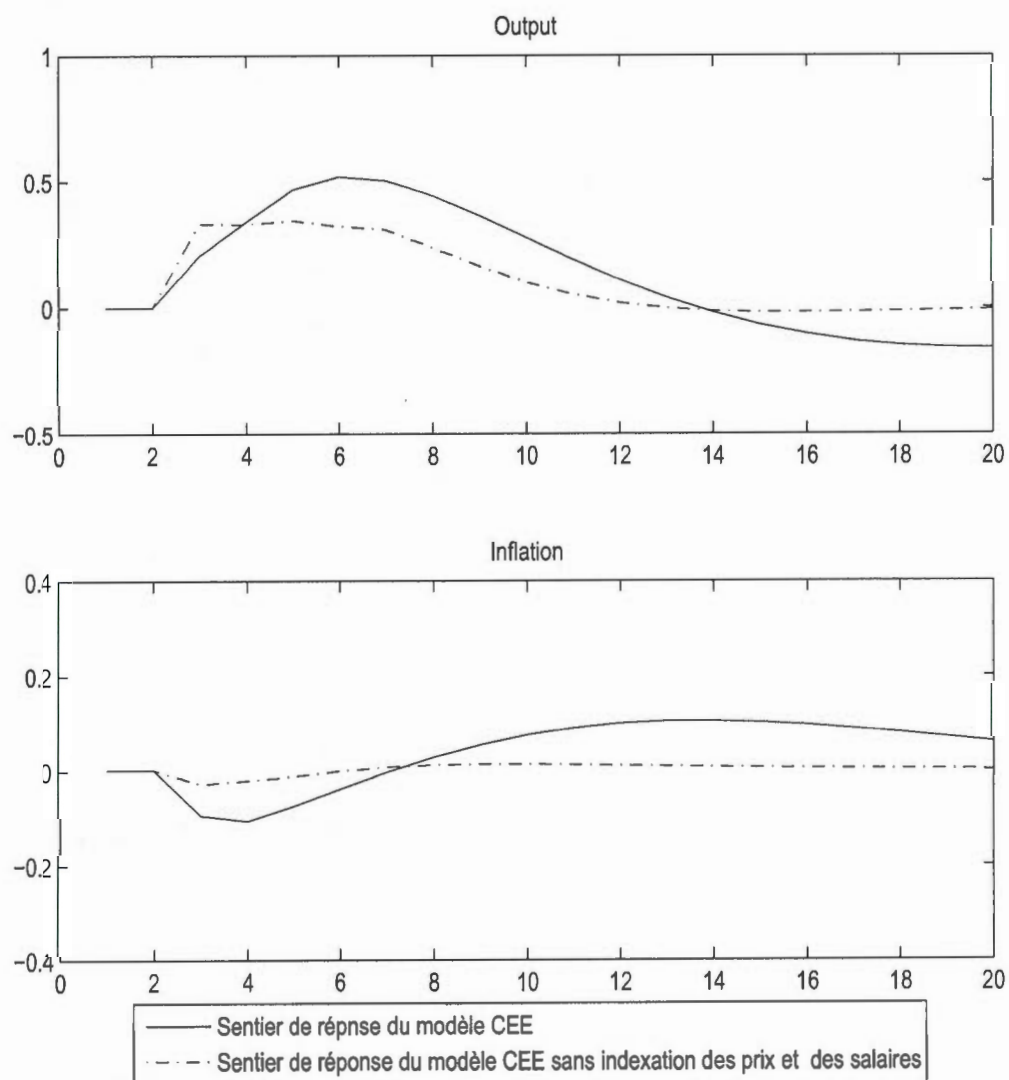 Output
1
0.5
0
−0.5
0 2 4 6 8 10 12 14 16 18 20
Inflation
0.4
0.2
0
−0.2
−0.4
0 2 4 6 8 10 12 14 16 18 20
Sentier de répnse du modèle CEE
Sentier de réponse du modèle CEE sans indexation des prix et des salaires